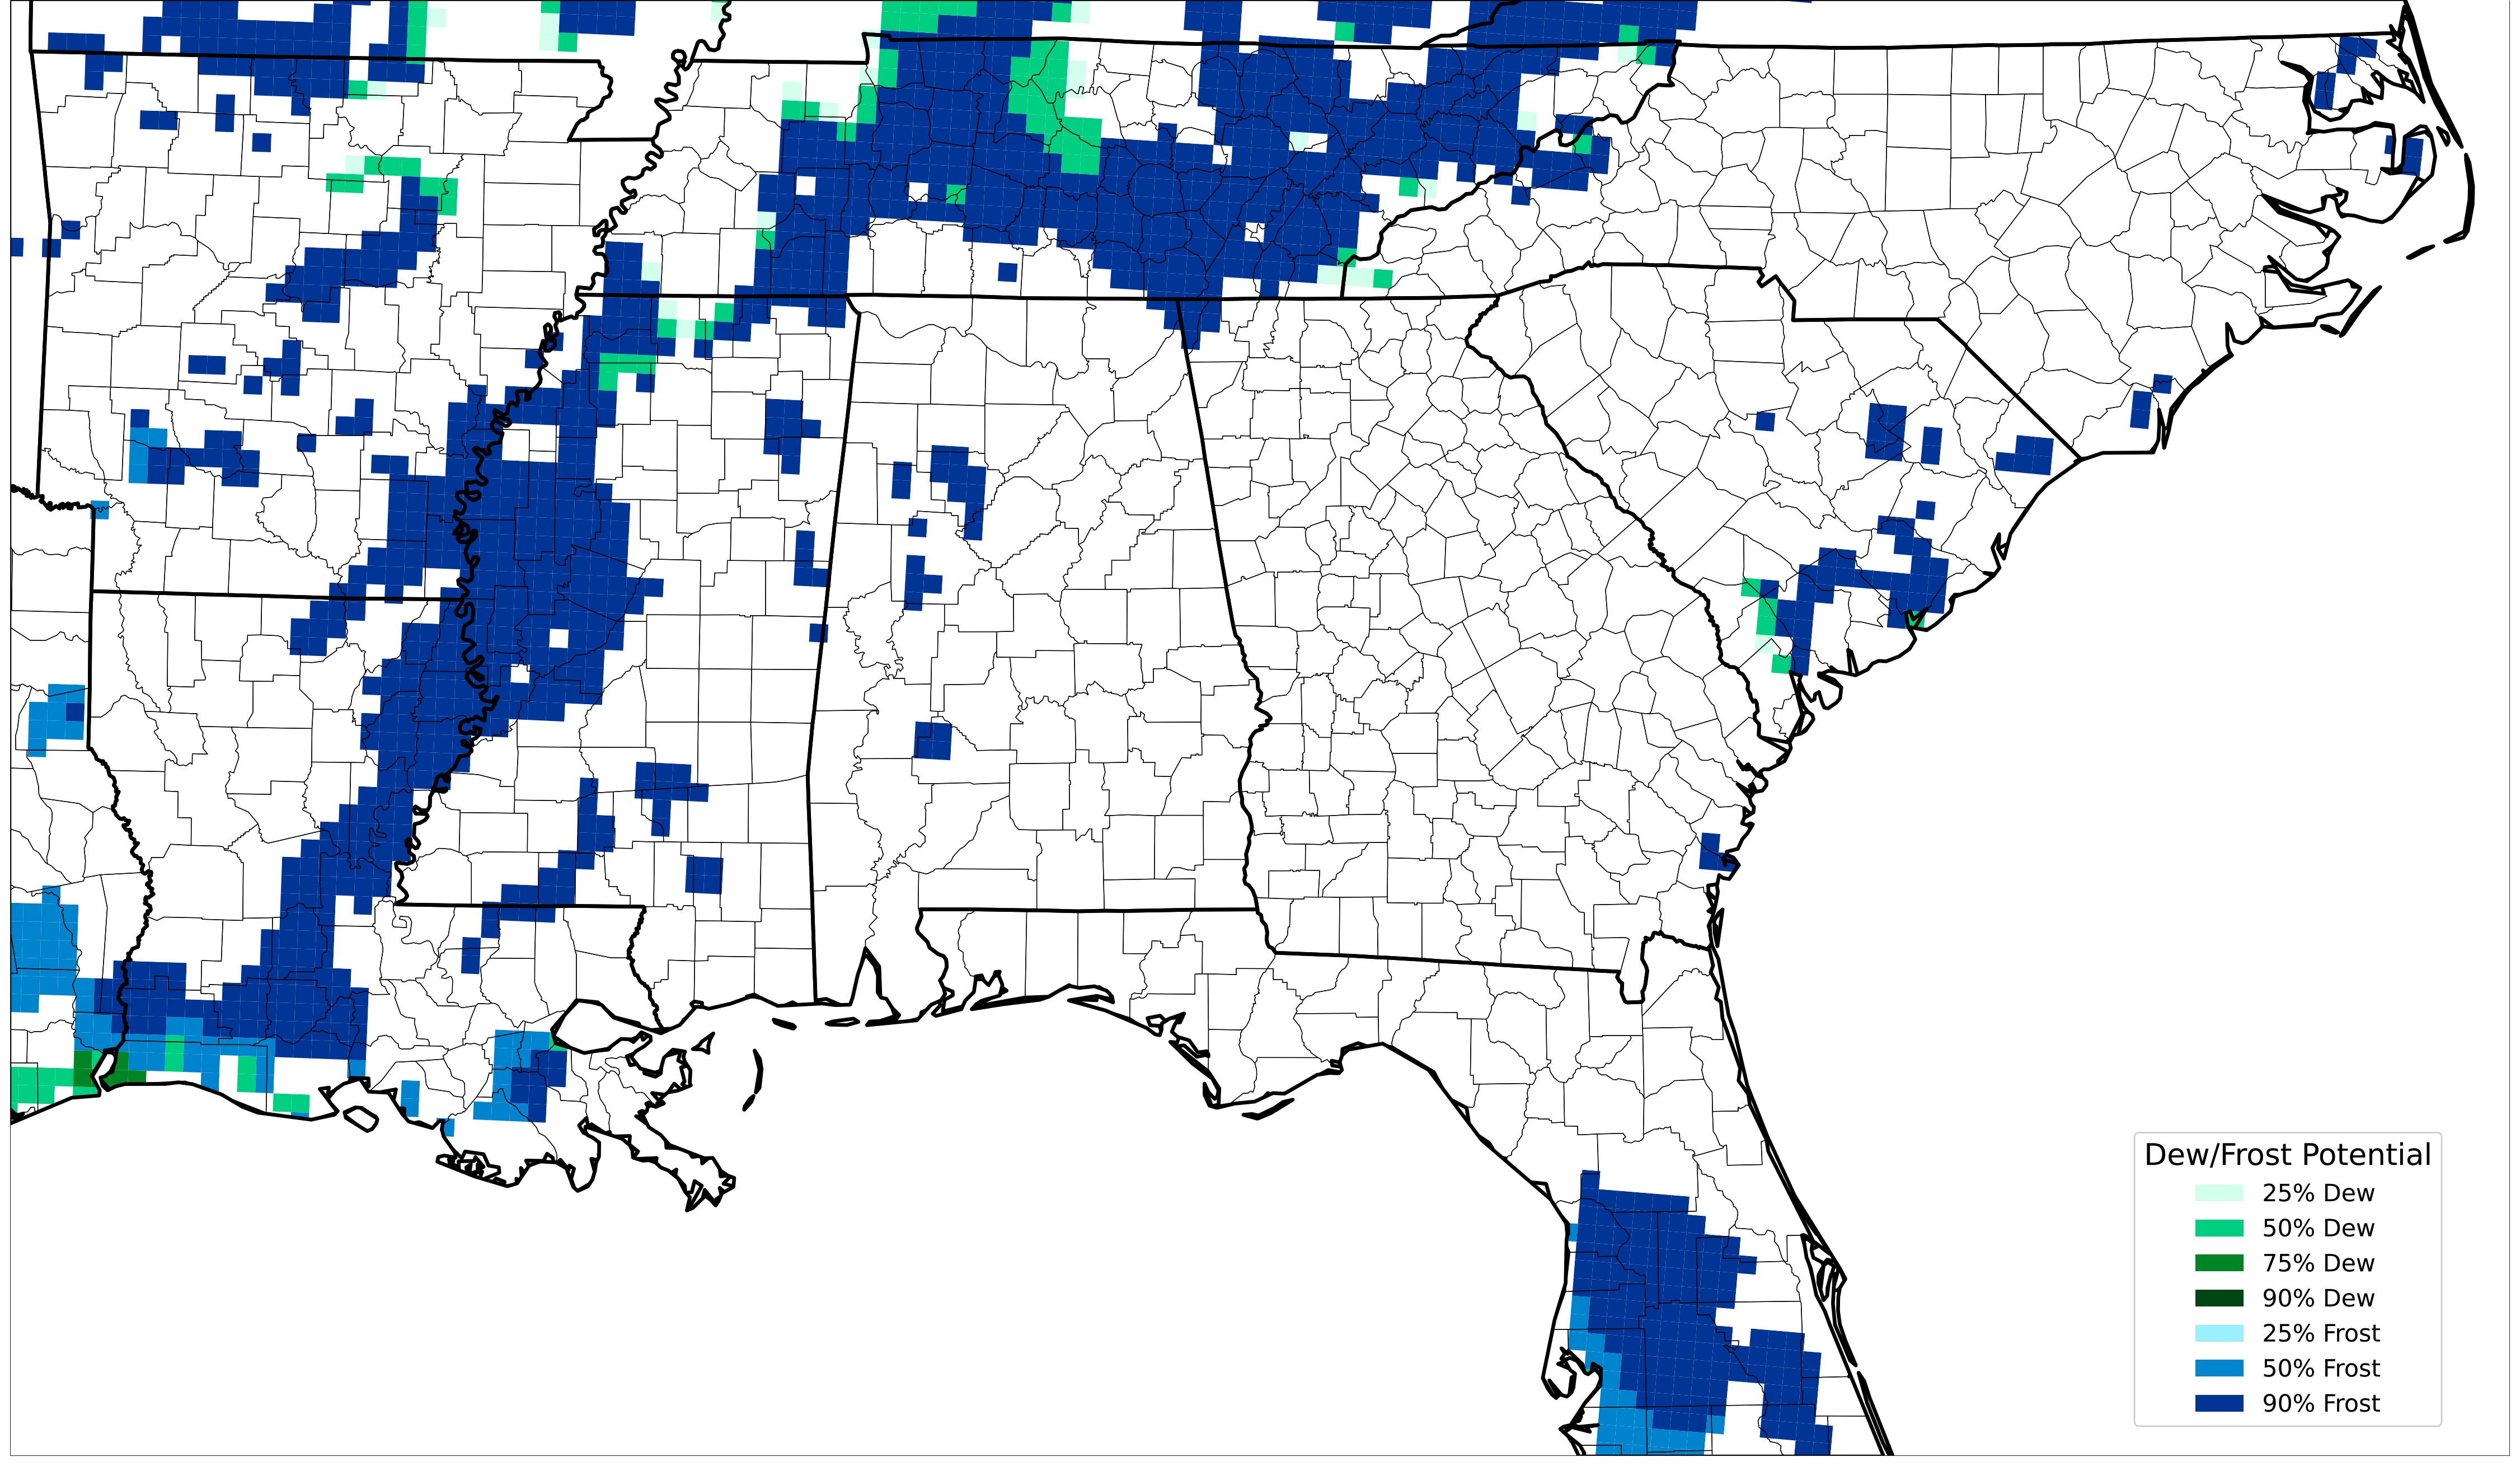 Dew/Frost Potential
25% Dew
50% Dew
75% Dew
90% Dew
25% Frost
50% Frost
90% Frost